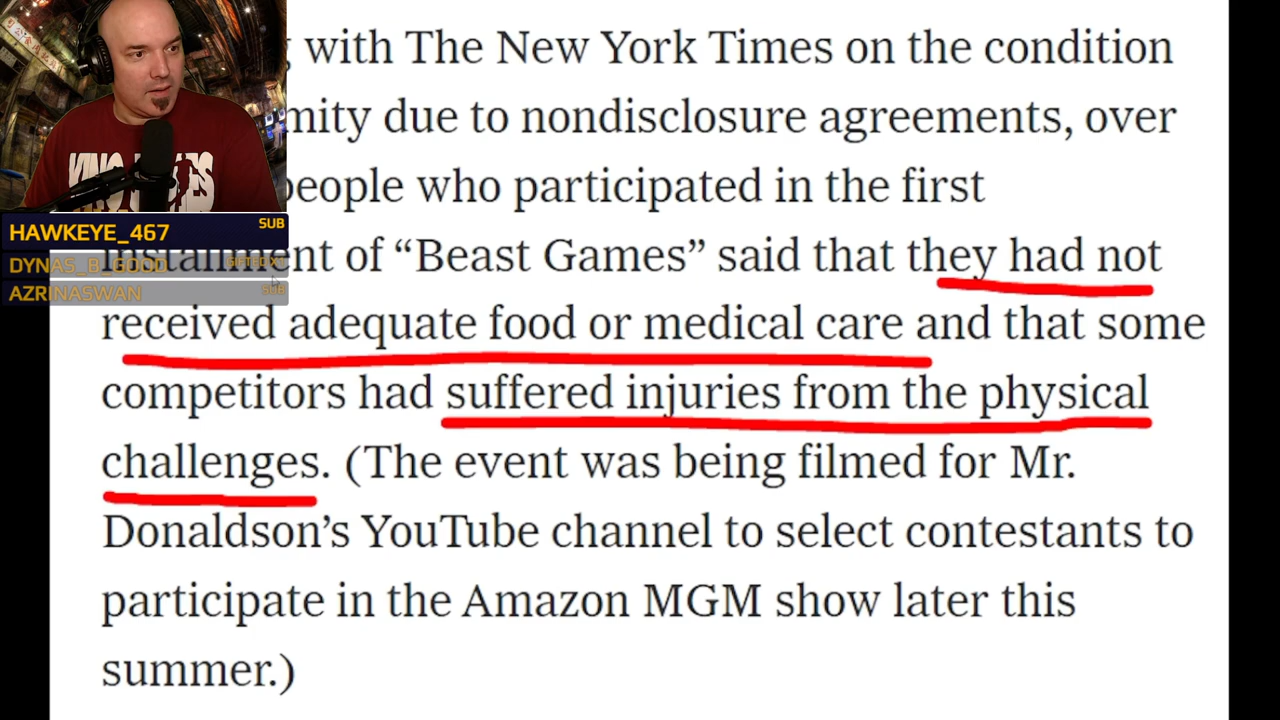 with The New York Times on the condition
due to nondisclosure agreements, over
people who participated in the first
of “Beast Games” said that they had not
received adequate food or medical care and that some
competitors had suffered injuries from the physical
challenges. (The event was being filmed for Mr.
Donaldson’s YouTube channel to select contestants to
participate in the Amazon MGM show later this
summer.)
HAWKEYE_467 SUB
DYNAS_B_GOOD
AZRINASWAN SUB